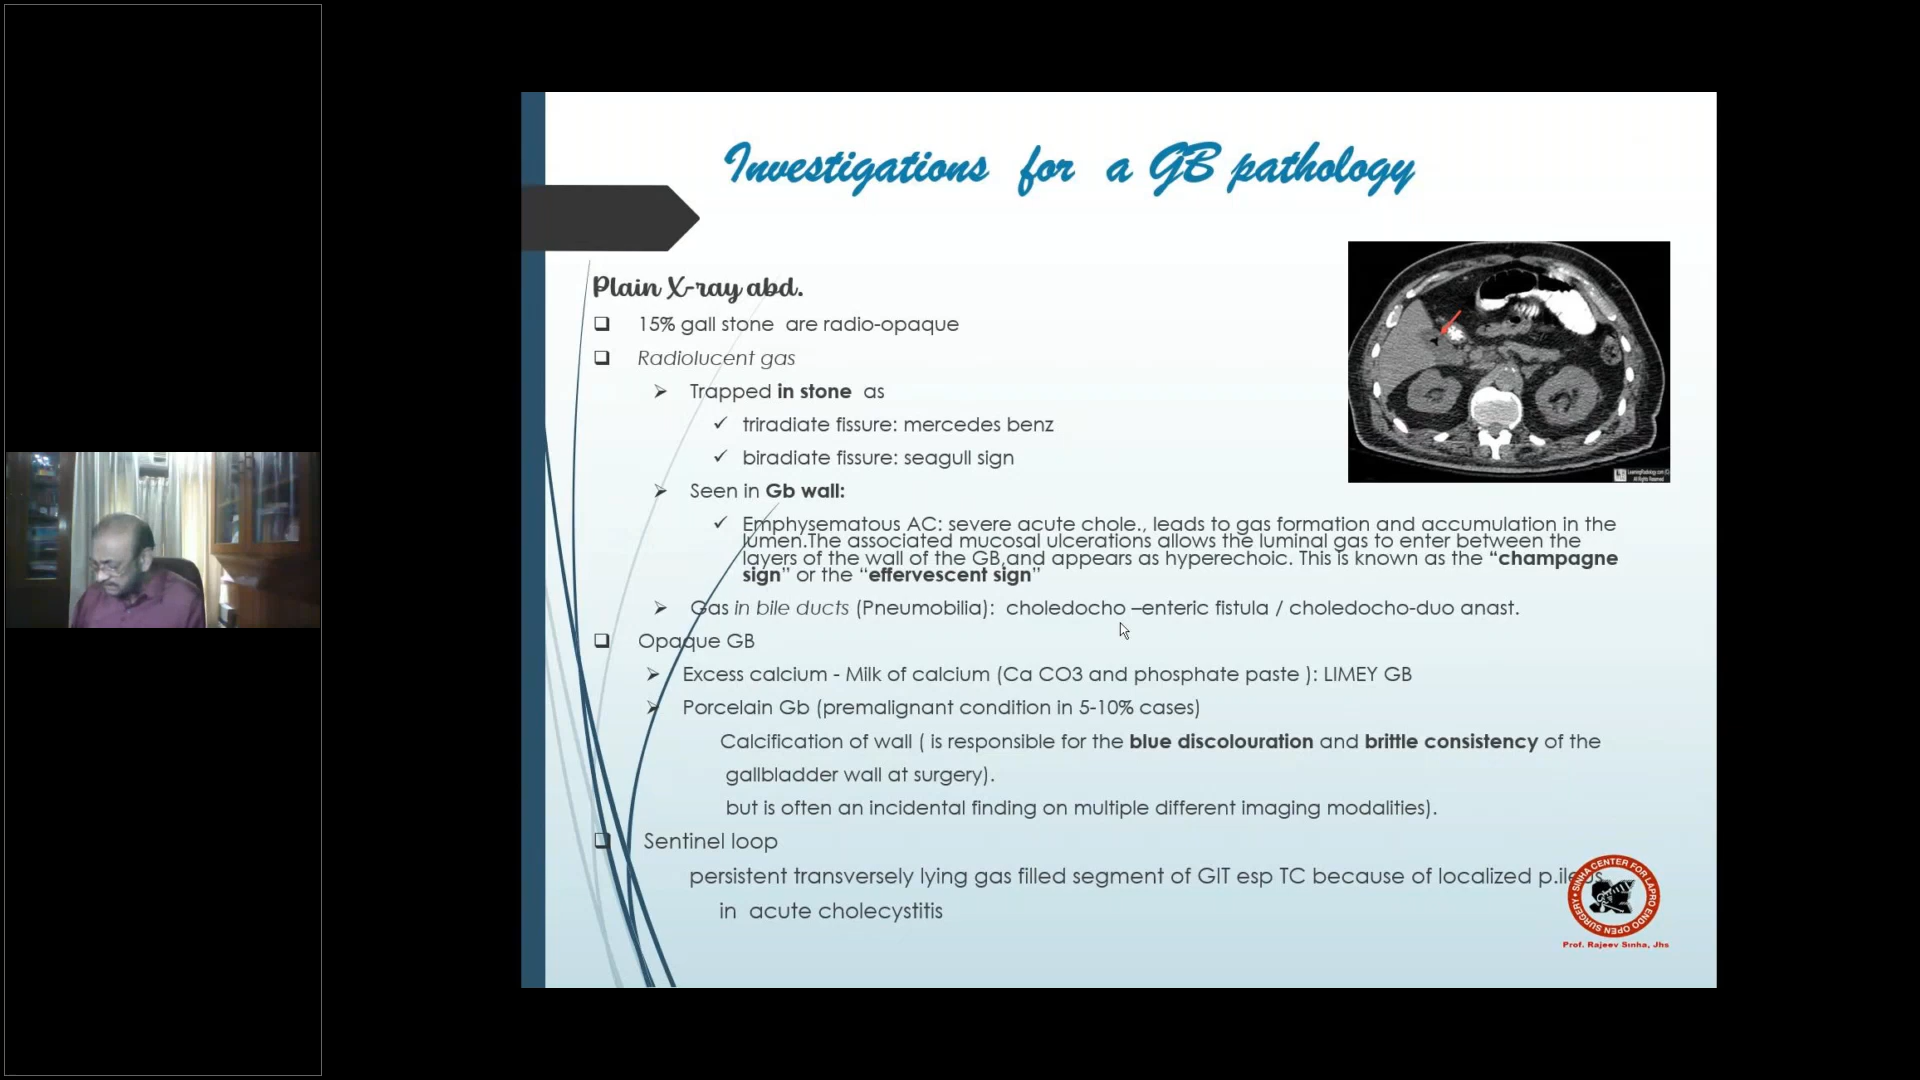 Investigations for a GB pathology
Plain X-ray abd.
15% gall stone are radio-opaque
Radiolucent gas
Trapped in stone as
triradiate fissure: mercedes benz
biradiate fissure: seagull sign
Seen in Gb wall:
Emphysematous AC: severe acute chole., leads to gas formation and accumulation in the
lumen.The associated mucosal ulcerations allows the luminal gas to enter between the
layers of the wall of the GB,and appears as hyperechoic. This is known as the “champagne
sign” or the “effervescent sign”
Gas in bile ducts (Pneumobilia): choledocho –enteric fistula / choledocho-duo anast.
Opaque GB
Excess calcium - Milk of calcium (Ca CO3 and phosphate paste ): LIMEY GB
Porcelain Gb (premalignant condition in 5-10% cases)
Calcification of wall ( is responsible for the blue discolouration and brittle consistency of the
gallbladder wall at surgery).
but is often an incidental finding on multiple different imaging modalities).
Sentinel loop
persistent transversely lying gas filled segment of GIT esp TC because of localized p.ileus
in acute cholecystitis
SINHA CENTER FOR LAPRO ENDO OPEN SURGERY
Prof. Rajeev Sinha, Jhs